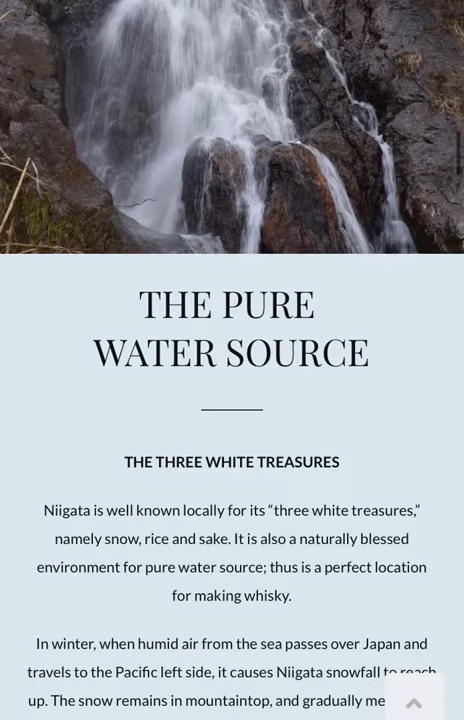 THE PURE
WATER SOURCE
THE THREE WHITE TREASURES
Niigata is well known locally for its “three white treasures,”
namely snow, rice and sake. It is also a naturally blessed
environment for pure water source; thus is a perfect location
for making whisky.
In winter, when humid air from the sea passes over Japan and
travels to the Pacific left side, it causes Niigata snowfall to reach
up. The snow remains in mountaintop, and gradually